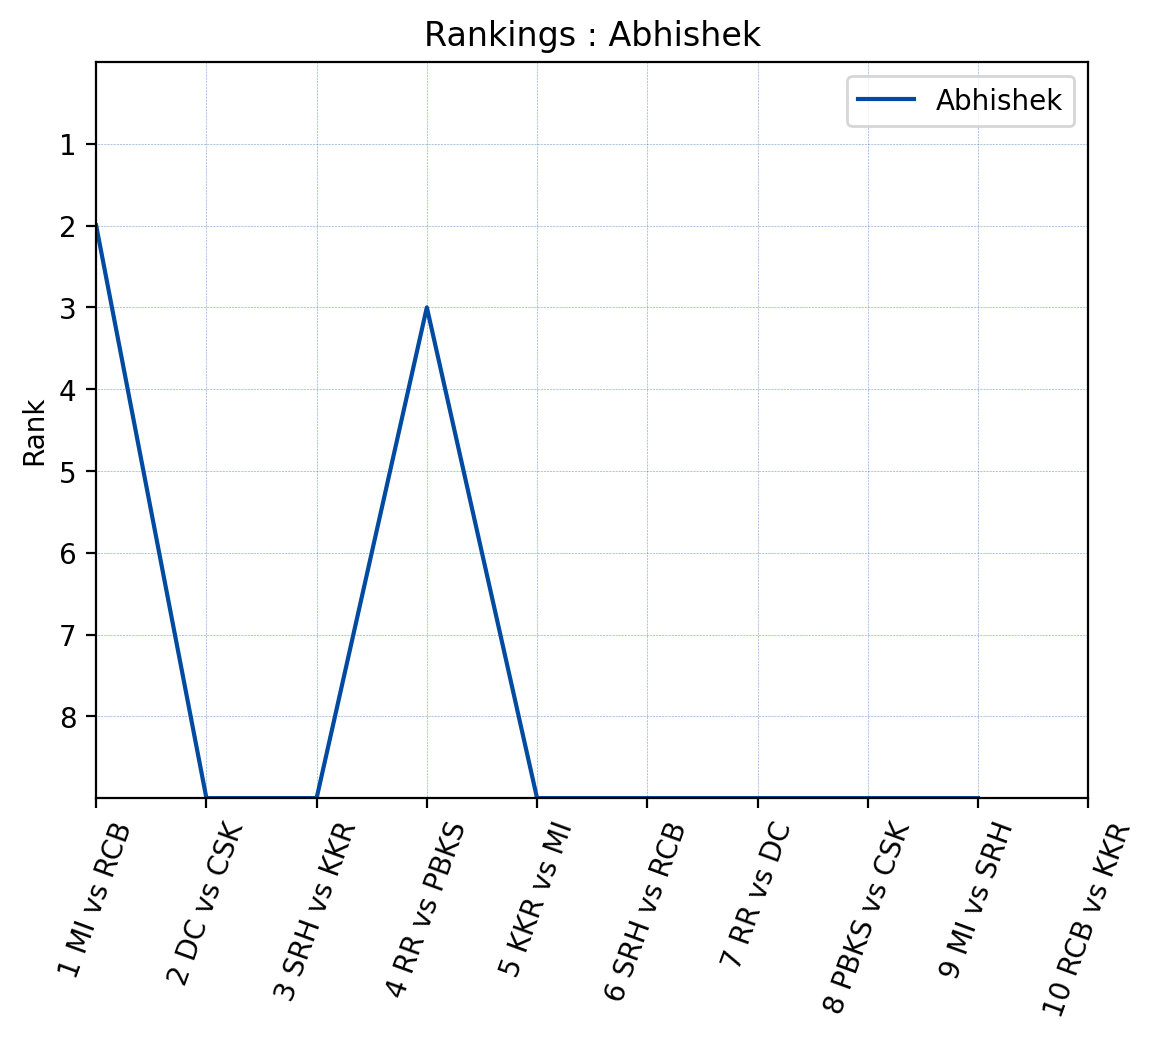 Rankings : Abhishek
Abhishek
Rank
1
2
3
4
5
6
7
8
1 MI vs RCB
2 DC vs CSK
3 SRH vs KKR
4 RR vs PBKS
5 KKR vs MI
6 SRH vs RCB
7 RR vs DC
8 PBKS vs CSK
9 MI vs SRH
10 RCB vs KKR